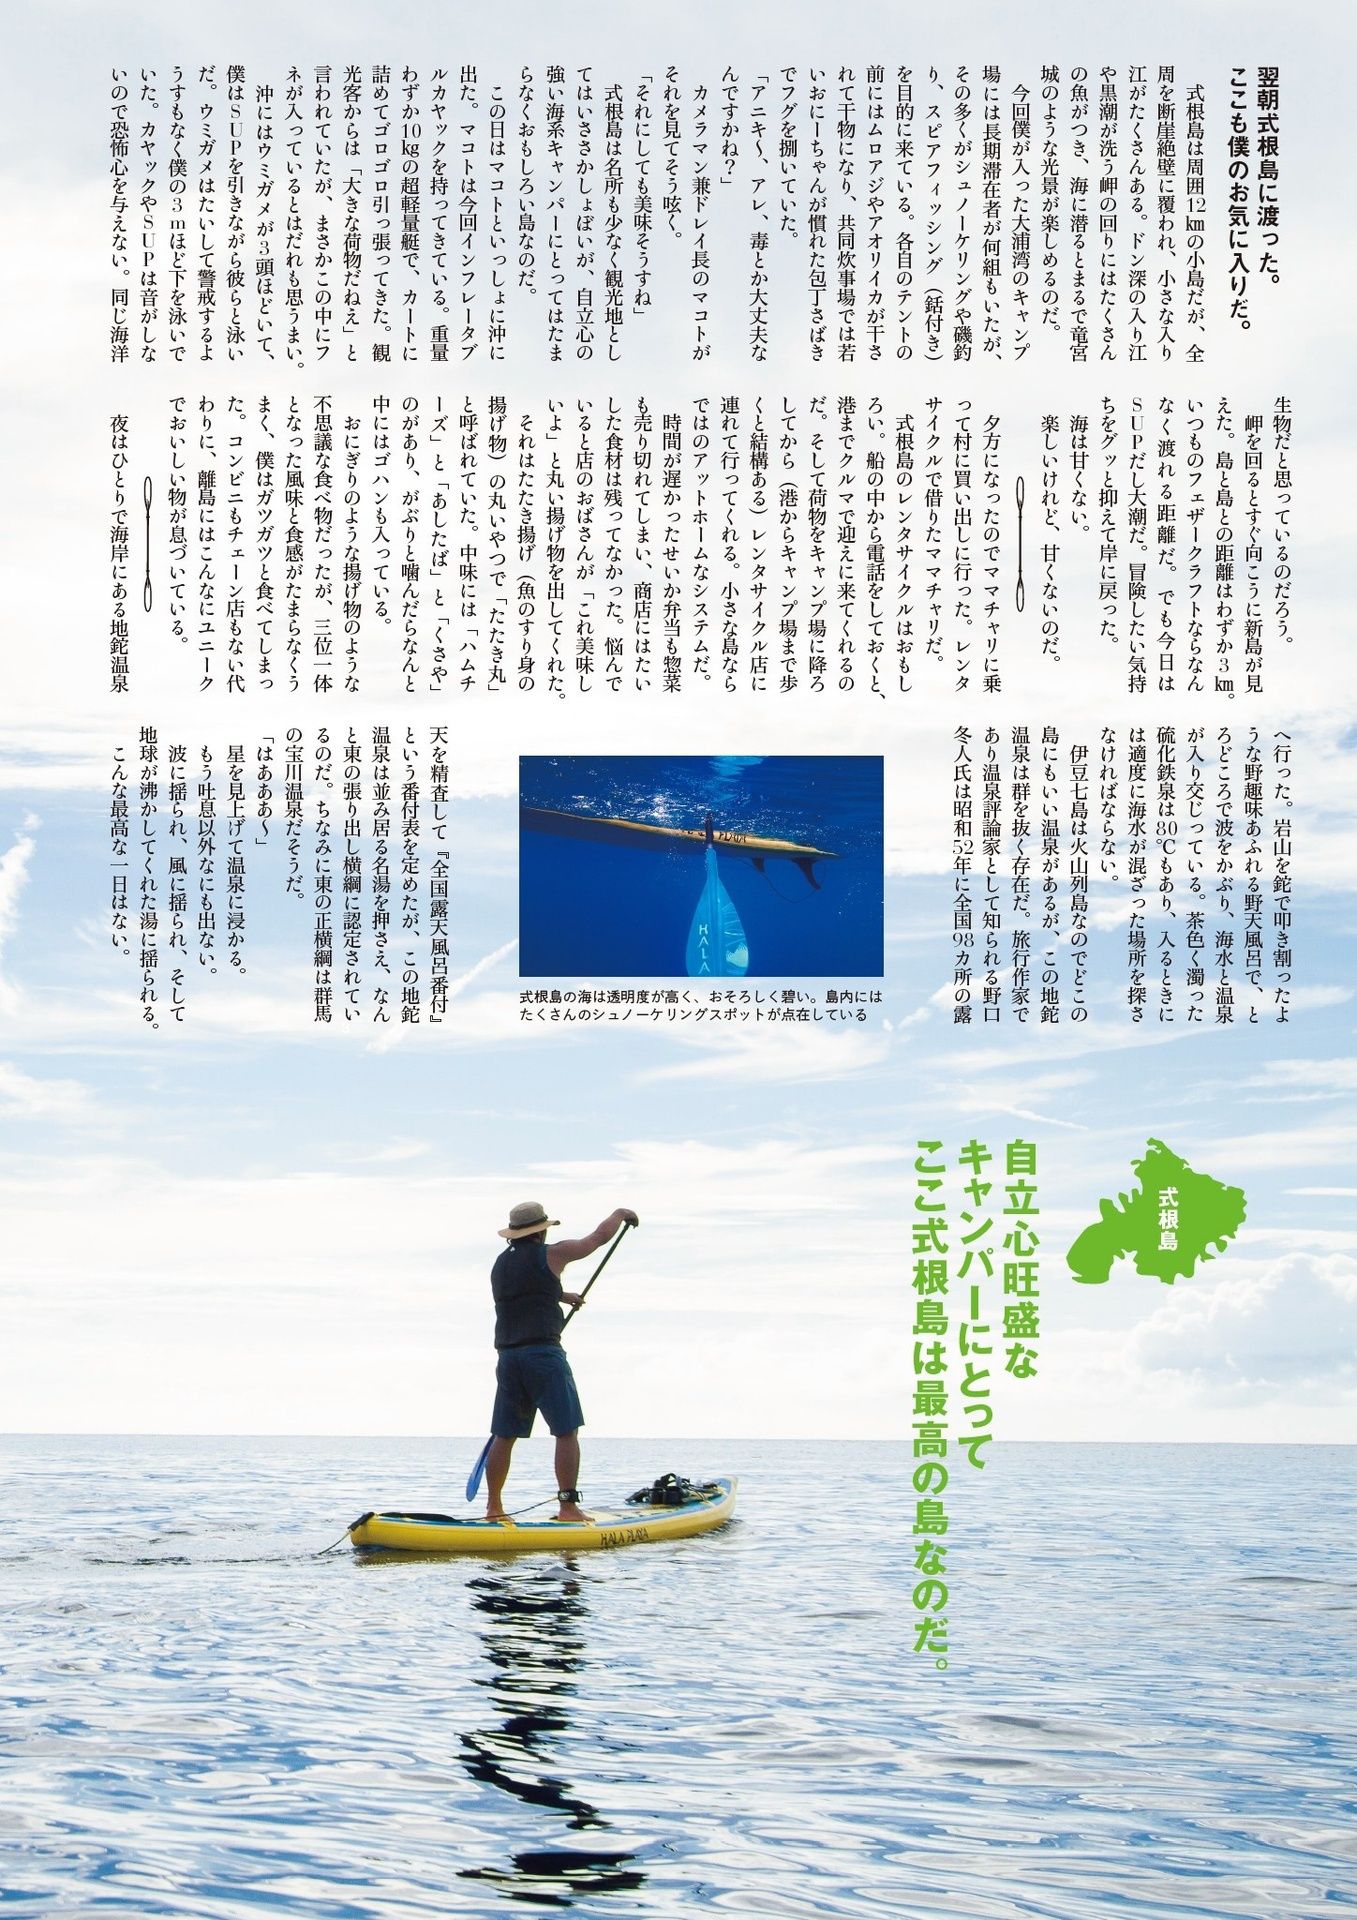 翌朝式根島に渡った。
ここも僕のお気に入りだ。
式根島は周囲12㎞の小島だが、全
周を断崖絶壁に覆われ、小さな入り
江がたくさんある。ドン深の入り江
や黒潮が洗う岬の回りにはたくさん
の魚がつき、海に潜るとまるで竜宮
城のような光景が楽しめるのだ。
今回僕が入った大浦湾のキャンプ
場には長期滞在者が何組もいたが、
その多くがシュノーケリングや磯釣
り、スピアフィッシング（銛付き）
を目的に来ている。各自のテントの
前にはムロアジやアオリイカが干さ
れて干物になり、共同炊事場では若
いおにーちゃんが慣れた包丁さばき
でフグを捌いていた。
「アニキ〜、アレ、毒とか大丈夫な
んですかね？」
カメラマン兼ドレイ長のマコトが
それを見てそう呟く。
「それにしても美味そうすね」
式根島は名所も少なく観光地とし
てはいささかしょぼいが、自立心の
強い海系キャンパーにとってはたま
らなくおもしろい島なのだ。
この日はマコトといっしょに沖に
出た。マコトは今回インフレータブ
ルカヤックを持ってきている。重量
わずか10㎏の超軽量艇で、カートに
詰めてゴロゴロ引っ張ってきた。観
光客からは「大きな荷物だねえ」と
言われていたが、まさかこの中にフ
ネが入っているとはだれも思うまい。
沖にはウミガメが3頭ほどいて、
僕はSUPを引きながら彼らと泳い
だ。ウミガメはたいして警戒するよ
うすもなく僕の3mほど下を泳いで
いた。カヤックやSUPは音がしな
いので恐怖心を与えない。同じ海洋
生物だと思っているのだろう。
岬を回るとすぐ向こうに新島が見
えた。島と島との距離はわずか3㎞。
いつものフェザークラフトならなん
なく渡れる距離だ。でも今日は
SUPだし大潮だ。冒険したい気持
ちをグッと抑えて岸に戻った。
海は甘くない。
楽しいけれど、甘くないのだ。
夕方になったのでママチャリに乗
って村に買い出しに行った。レンタ
サイクルで借りたママチャリだ。
式根島のレンタサイクルはおもし
ろい。船の中から電話をしておくと、
港までクルマで迎えに来てくれるの
だ。そして荷物をキャンプ場に降ろ
してから（港からキャンプ場まで歩
くと結構ある）レンタサイクル店に
連れて行ってくれる。小さな島なら
ではのアットホームなシステムだ。
時間が遅かったせいか弁当も惣菜
も売り切れてしまい、商店にはたい
した食材は残ってなかった。悩んで
いると店のおばさんが「これ美味し
いよ」と丸い揚げ物を出してくれた。
それはたたき揚げ（魚のすり身の
揚げ物）の丸いやつで「たたき丸」
と呼ばれていた。中味には「ハムチ
ーズ」と「あしたば」と「くさや」
のがあり、がぶりと噛んだらなんと
中にはゴハンも入っている。
おにぎりのような揚げ物のような
不思議な食べ物だったが、三位一体
となった風味と食感がたまらなくう
まく、僕はガツガツと食べてしまっ
た。コンビニもチェーン店もない代
わりに、離島にはこんなにユニーク
でおいしい物が息づいている。
夜はひとりで海岸にある地鉈温泉
へ行った。岩山を鉈で叩き割ったよ
うな野趣味あふれる野天風呂で、と
ろどころで波をかぶり、海水と温泉
が入り交じっている。茶色く濁った
硫化鉄泉は80℃もあり、入るときに
は適度に海水が混ざった場所を探さ
なければならない。
伊豆七島は火山列島なのでどこの
島にもいい温泉があるが、この地鉈
温泉は群を抜く存在だ。旅行作家で
あり温泉評論家として知られる野口
冬人氏は昭和52年に全国98カ所の露
天を精査して『全国露天風呂番付』
という番付表を定めたが、この地鉈
温泉は並み居る名湯を押さえ、なん
と東の張り出し横綱に認定されてい
るのだ。ちなみに東の正横綱は群馬
の宝川温泉だそうだ。
「はあああ〜」
星を見上げて温泉に浸かる。
もう吐息以外なにも出ない。
波に揺られ、風に揺られ、そして
地球が沸かしてくれた湯に揺られる。
こんな最高な一日はない。
HALA PLAYA
KALA
式根島の海は透明度が高く、おそろしく碧い。島内には
たくさんのシュノーケリングスポットが点在している
式根島
自立心旺盛な
キャンパーにとって
ここ式根島は最高の島なのだ。
HALA PLAYA